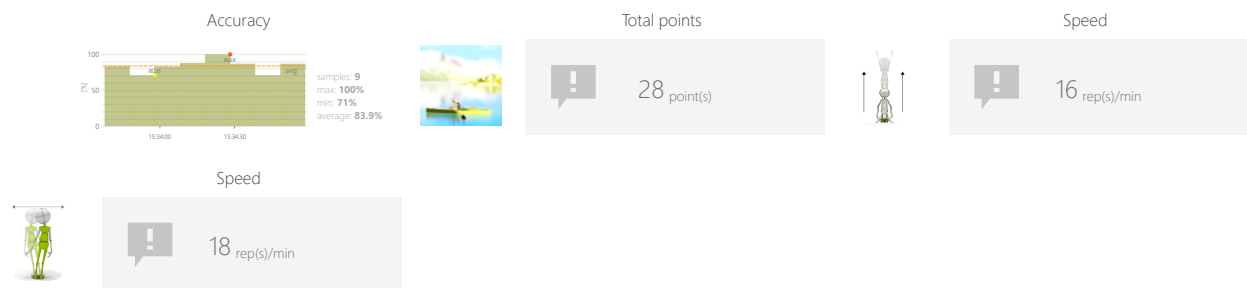 Accuracy
Total points
Speed
100
50
0
[%]
min
max
avg
15:34:00
15:34:30
samples: 9
max: 100%
min: 71%
average: 83.9%
28 point(s)
16 rep(s)/min
Speed
18 rep(s)/min